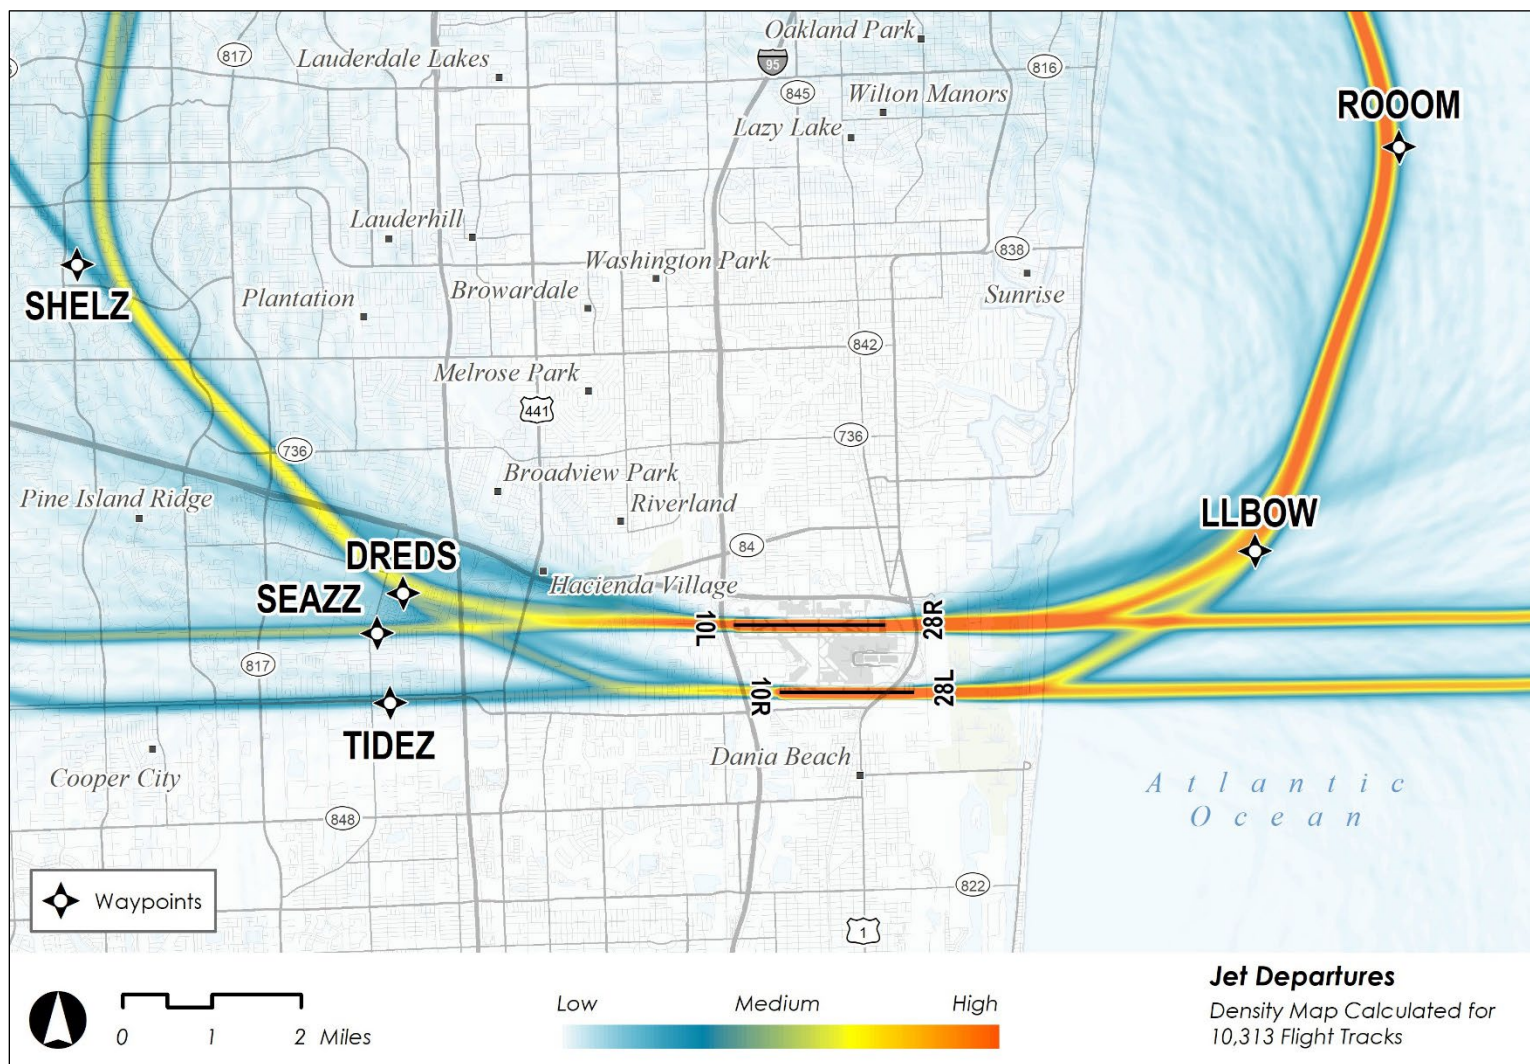 Oakland Park
817
Lauderdale Lakes
95
816
845
Wilton Manors
ROOOM
Lazy Lake
Lauderhill
838
Washington Park
SHELZ
Plantation
Browardale
Sunrise
842
Melrose Park
441
736
736
Broadview Park
Pine Island Ridge
Riverland
LLBOW
84
DREDS
Hacienda Village
SEAZZ
10L
28R
817
10R
28L
TIDEZ
Dania Beach
Cooper City
Atlantic
Ocean
848
822
Waypoints
1
Jet Departures
Low Medium High
Density Map Calculated for
10,313 Flight Tracks
0 1 2 Miles